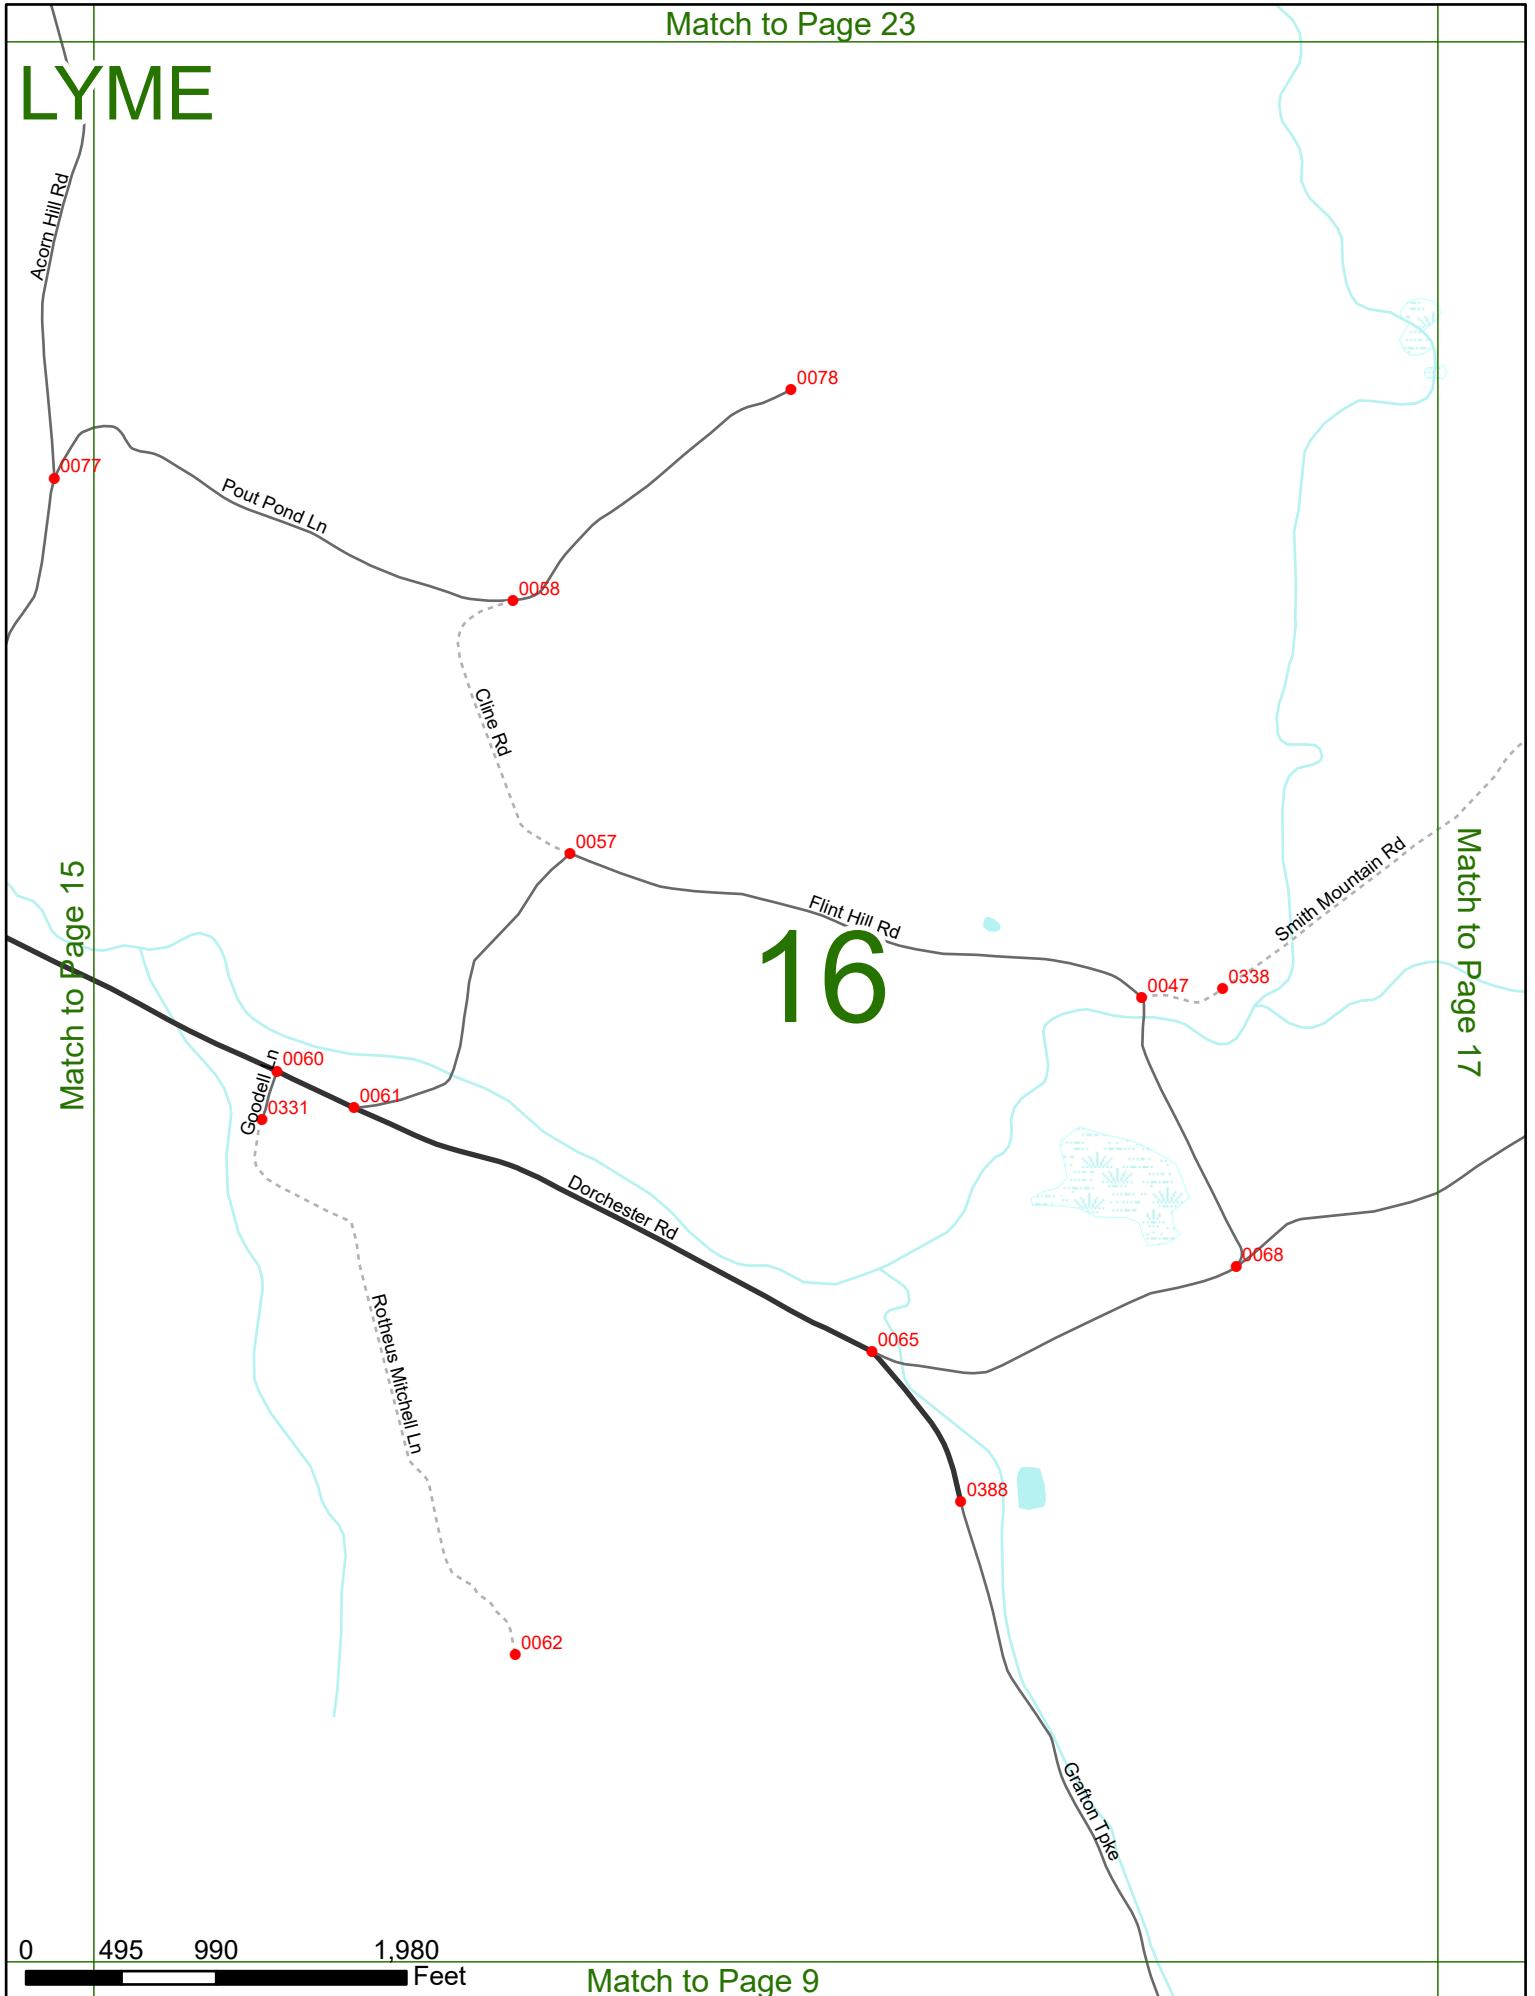 Match to Page 23
LYME
Acorn Hill Rd
0078
0077
Pout Pond Ln
0058
Cline Rd
0057
Flint Hill Rd
Smith Mountain Rd
Match to Page 15
Match to Page 17
16
0047
0338
0060
Goodell Ln
0061
0331
Dorchester Rd
0068
Rotheus Mitchell Ln
0065
0388
0062
Grafton Tpke
0 495 990 1,980
Feet
Match to Page 9